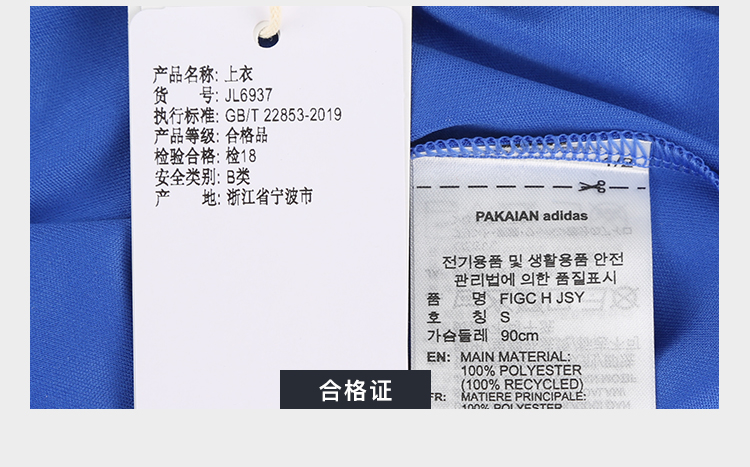 产品名称: 上衣
货 号: JL6937
执行标准: GB/T 22853-2019
产品等级: 合格品
检验合格: 检18
安全类别: B类
产 地: 浙江省宁波市
PAKAIAN adidas
전기용품 및 생활용품 안전
관리법에 의한 품질표시
품 명 FIGC H JSY
호 칭 S
가슴둘레 90cm
EN: MAIN MATERIAL:
100% POLYESTER
(100% RECYCLED)
FR: MATIERE PRINCIPALE:
100% POLYESTER
合格证